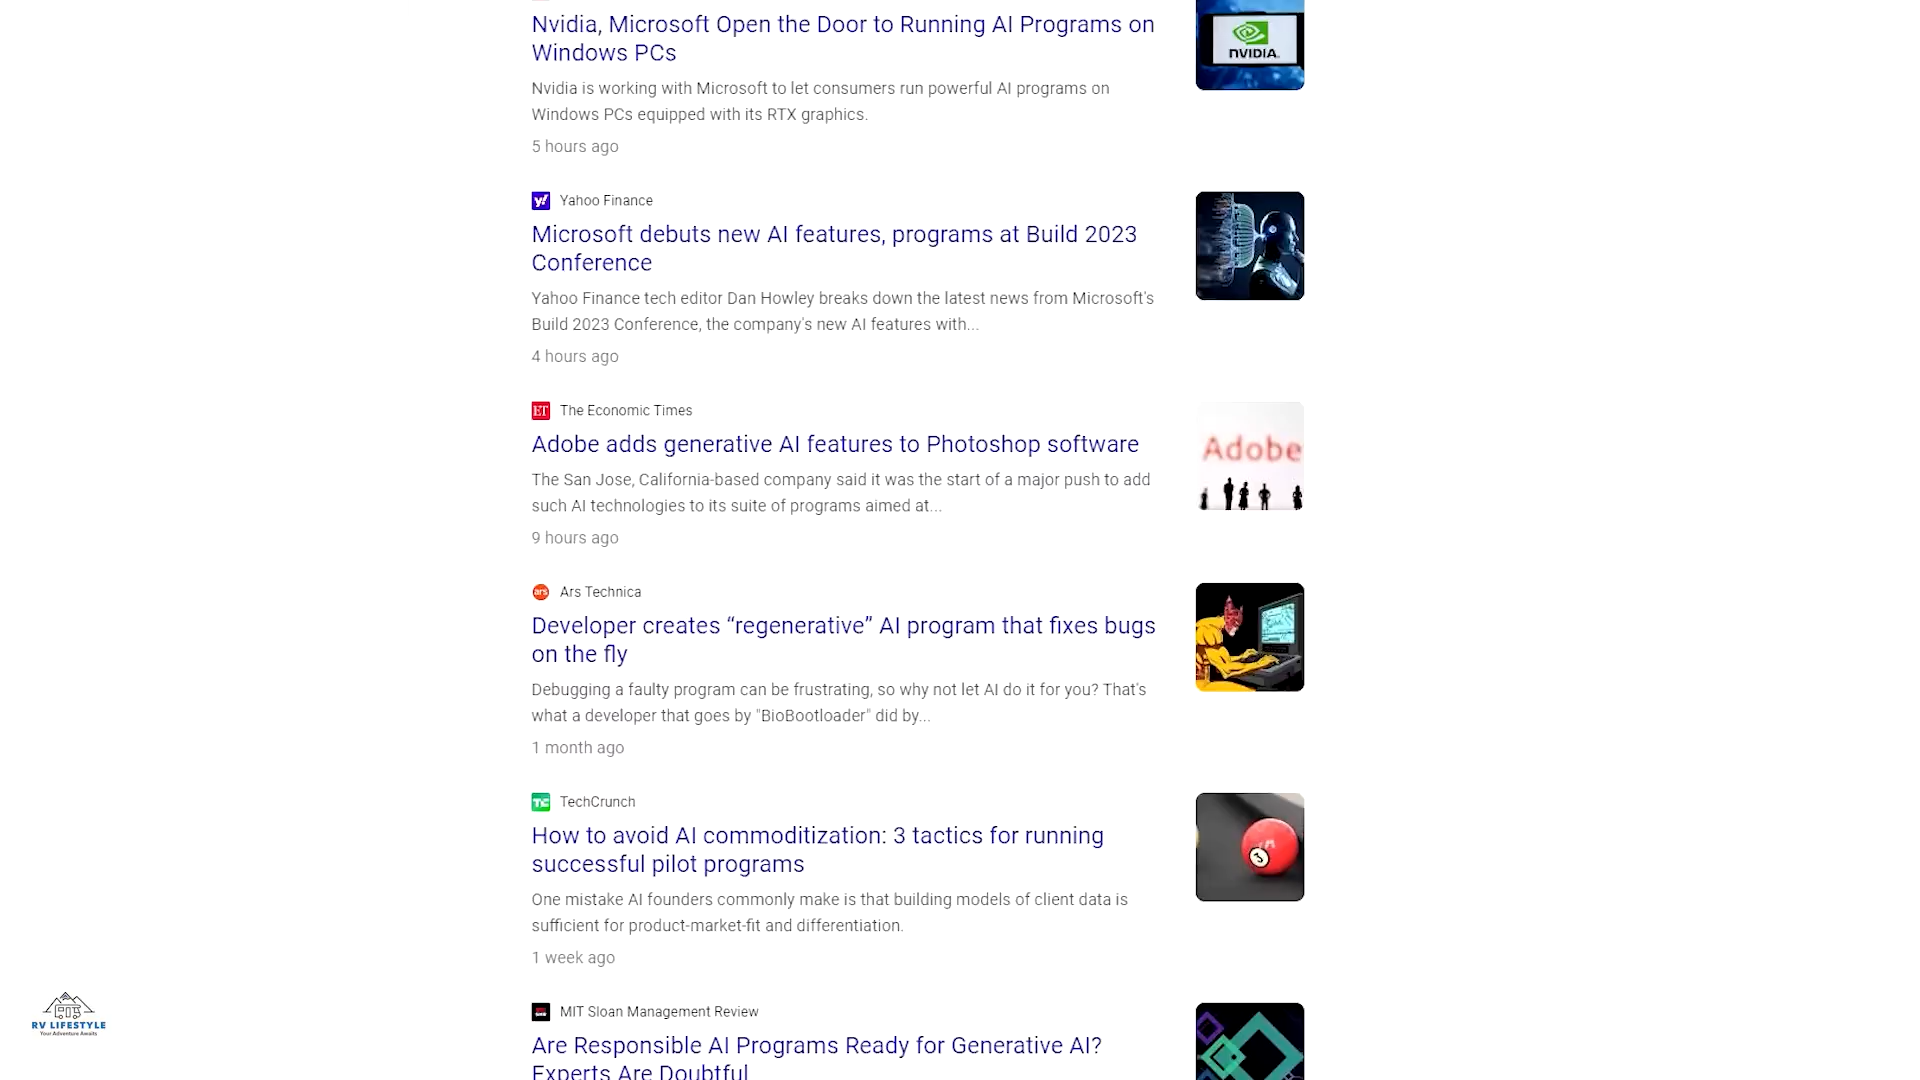 Nvidia, Microsoft Open the Door to Running AI Programs on
Windows PCs
NVIDIA.
Nvidia is working with Microsoft to let consumers run powerful AI programs on
Windows PCs equipped with its RTX graphics.
5 hours ago
y! Yahoo Finance
Microsoft debuts new AI features, programs at Build 2023
Conference
Yahoo Finance tech editor Dan Howley breaks down the latest news from Microsoft's
Build 2023 Conference, the company's new AI features with...
4 hours ago
ET The Economic Times
Adobe adds generative AI features to Photoshop software
Adobe
The San Jose, California-based company said it was the start of a major push to add
such AI technologies to its suite of programs aimed at...
9 hours ago
ars Ars Technica
Developer creates “regenerative” AI program that fixes bugs
on the fly
Debugging a faulty program can be frustrating, so why not let AI do it for you? That's
what a developer that goes by "BioBootloader" did by...
1 month ago
TC TechCrunch
How to avoid AI commoditization: 3 tactics for running
successful pilot programs
3
One mistake AI founders commonly make is that building models of client data is
sufficient for product-market-fit and differentiation.
1 week ago
MIT Sloan Management Review
Are Responsible AI Programs Ready for Generative AI?
Experts Are Doubtful
RV LIFESTYLE
Your Adventure Awaits